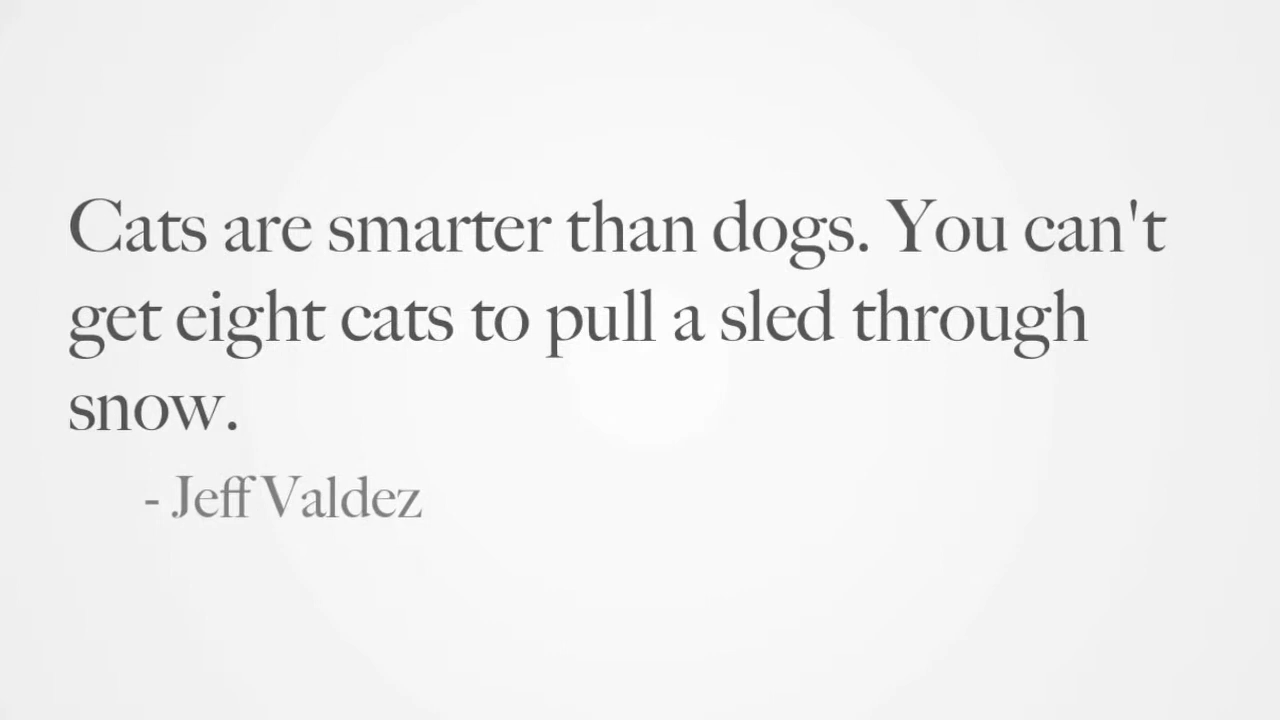 Cats are smarter than dogs. You can't
get eight cats to pull a sled through
snow.
- Jeff Valdez